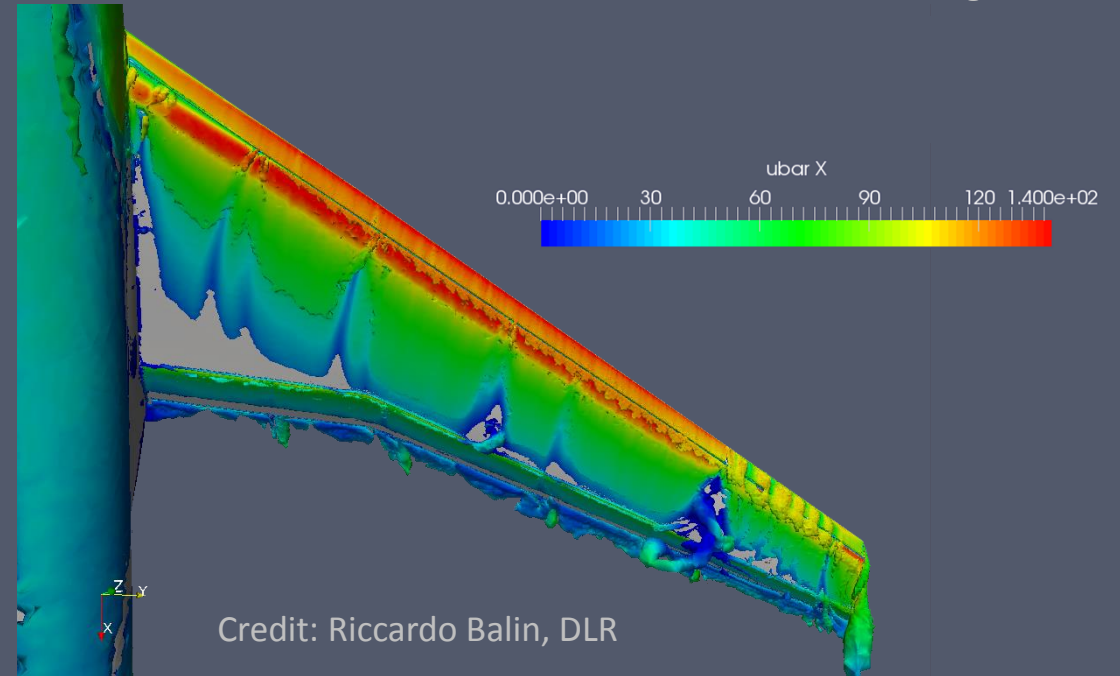 ubar X
0.000e+00 30 60 90 120 1.400e+02
Z Y
X
Credit: Riccardo Balin, DLR